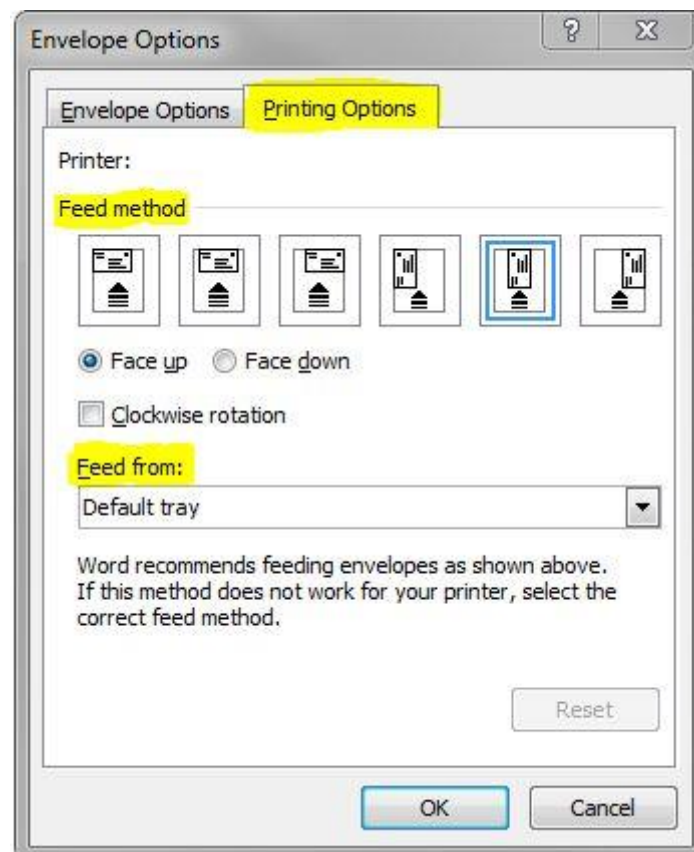 Envelope Options
Envelope Options Printing Options
Printer:
Feed method
Face up Face down
Clockwise rotation
Feed from:
Default tray
Word recommends feeding envelopes as shown above.
If this method does not work for your printer, select the
correct feed method.
Reset
OK Cancel